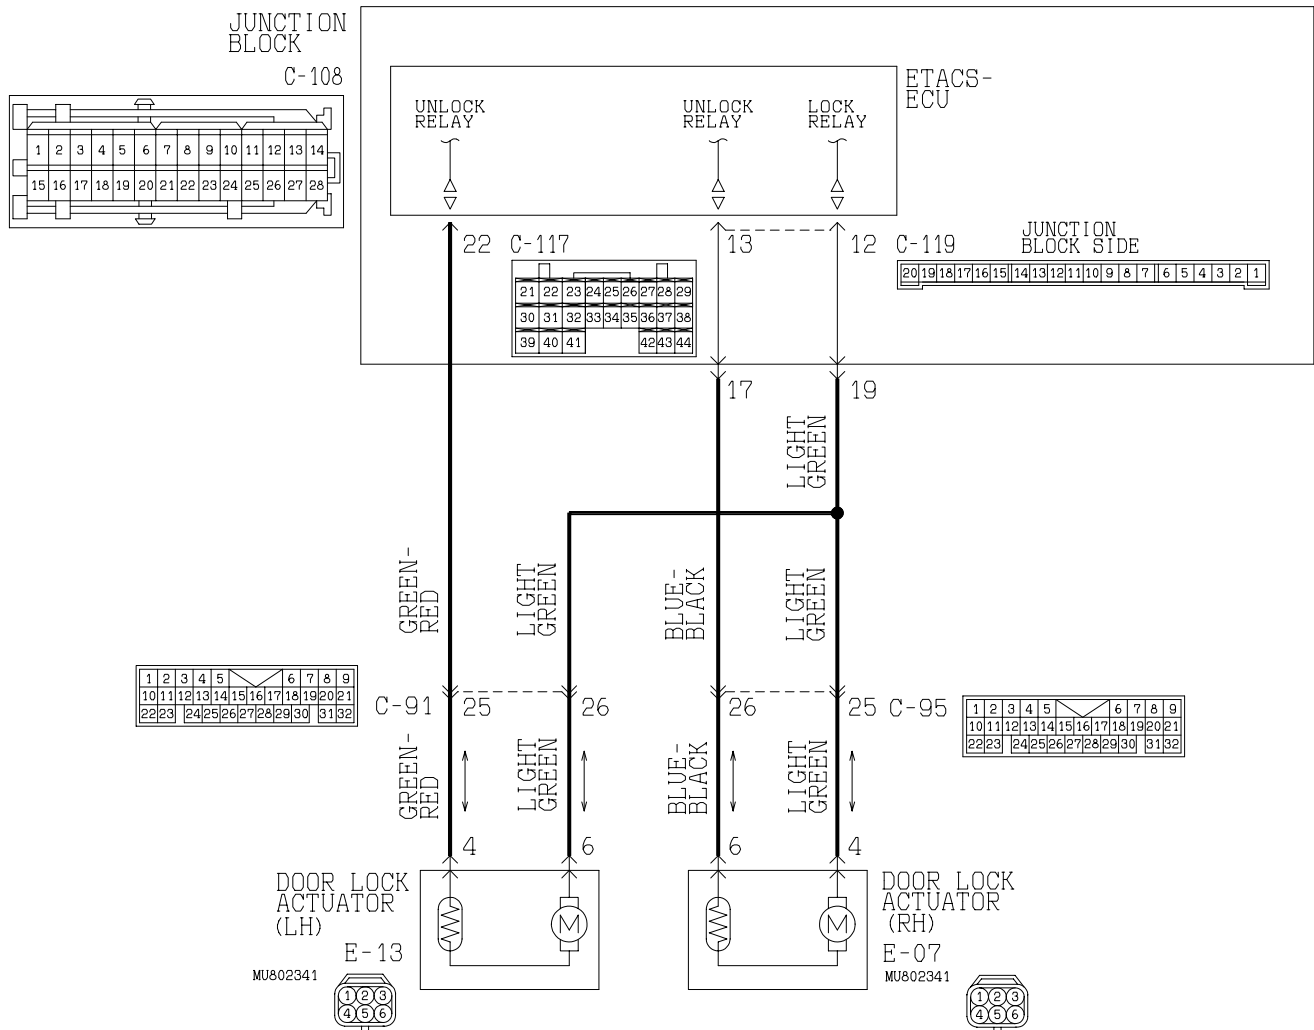 JUNCTION
BLOCK
C-108
1 2 3 4 5 6 7 8 9 10 11 12 13 14
15 16 17 18 19 20 21 22 23 24 25 26 27 28
ETACS-
ECU
UNLOCK
RELAY
UNLOCK
RELAY
LOCK
RELAY
22
C-117
21 22 23 24 25 26 27 28 29
30 31 32 33 34 35 36 37 38
39 40 41 42 43 44
13
12
C-119
JUNCTION
BLOCK SIDE
20 19 18 17 16 15 14 13 12 11 10 9 8 7 6 5 4 3 2 1
17
19
LIGHT
GREEN
GREEN-
RED
LIGHT
GREEN
BLUE-
BLACK
LIGHT
GREEN
1 2 3 4 5 6 7 8 9
10 11 12 13 14 15 16 17 18 19 20 21
22 23 24 25 26 27 28 29 30 31 32
C-91
25
26
26
25
C-95
1 2 3 4 5 6 7 8 9
10 11 12 13 14 15 16 17 18 19 20 21
22 23 24 25 26 27 28 29 30 31 32
GREEN-
RED
LIGHT
GREEN
BLUE-
BLACK
LIGHT
GREEN
4
6
6
4
DOOR LOCK
ACTUATOR
(LH)
E-13
MU802341
1 2 3
4 5 6
M
M
DOOR LOCK
ACTUATOR
(RH)
E-07
MU802341
1 2 3
4 5 6